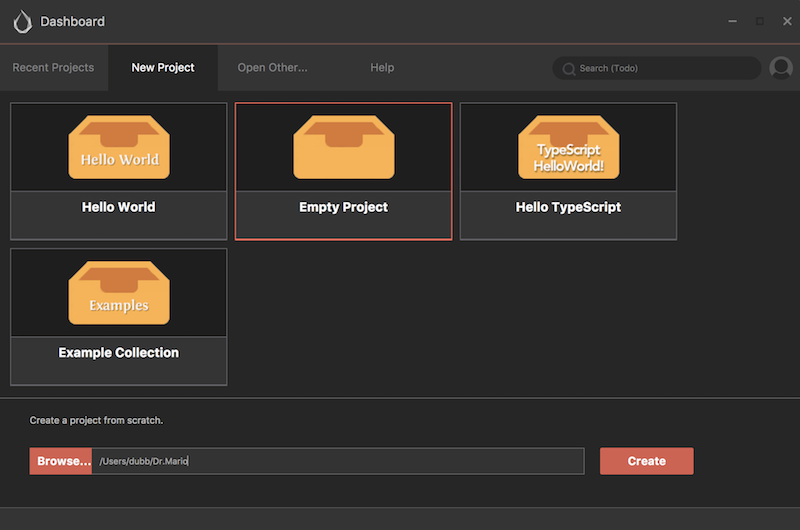 Dashboard
Recent Projects
New Project
Open Other...
Help
Search (Todo)
Hello World
TypeScript
HelloWorld!
Hello World
Empty Project
Hello TypeScript
Examples
Example Collection
Create a project from scratch.
Browse...
/Users/dubb/Dr.Mario
Create